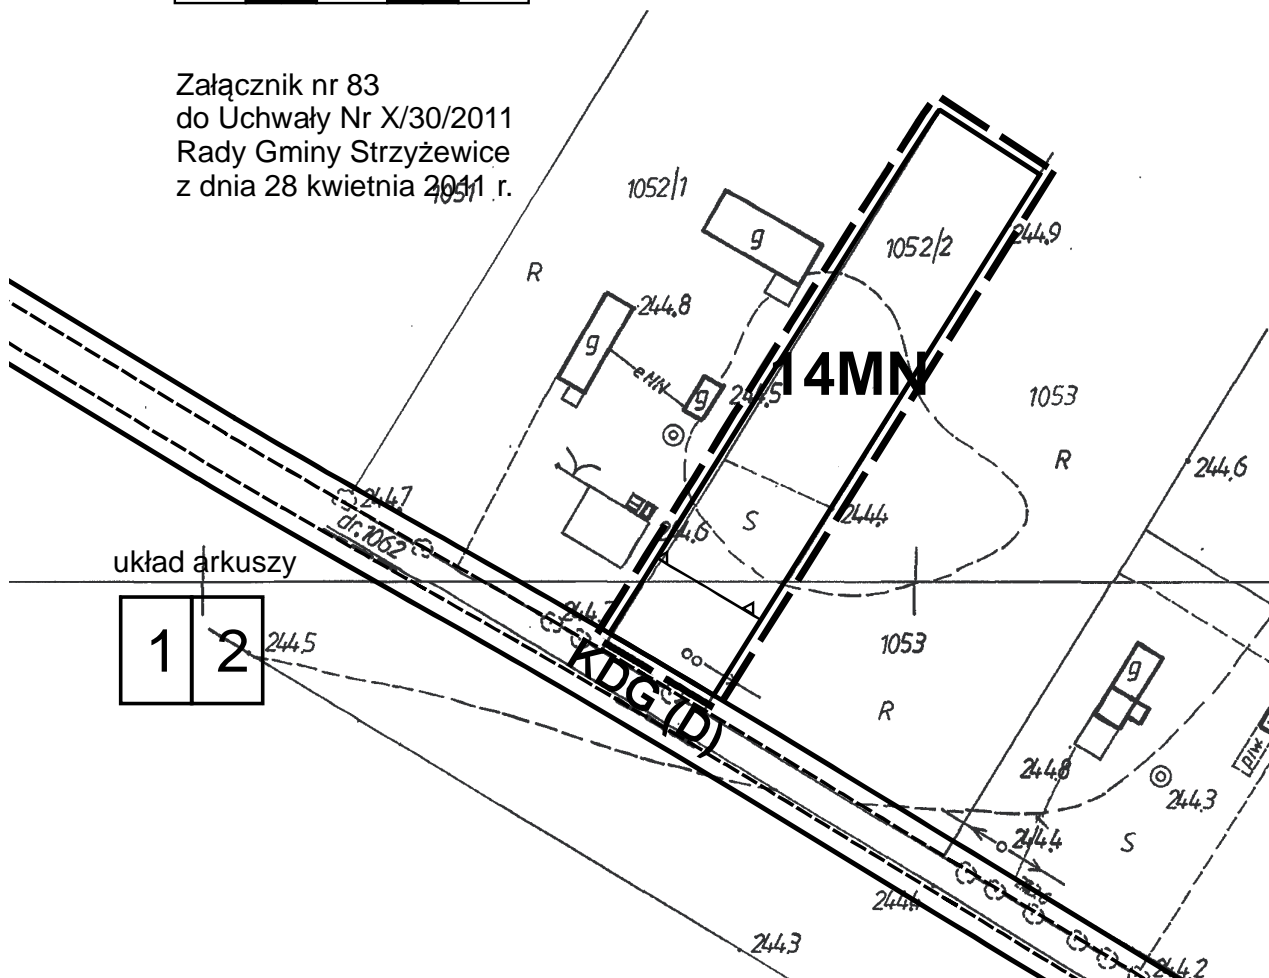 Załącznik nr 83
do Uchwały Nr X/30/2011
Rady Gminy Strzyżewice
z dnia 28 kwietnia 2011 r.
1051
1052/1
1052/2
244.9
g
R
244.8
g
eNN
g
244.5
14MN
1053
R
244.6
244.7
dr.1062
S
244.4
244.6
układ arkuszy
1 2
244.5
244.7
1053
KDG (D)
R
g
244.8
piw.
244.3
244.4
S
244.1
244.3
244.2